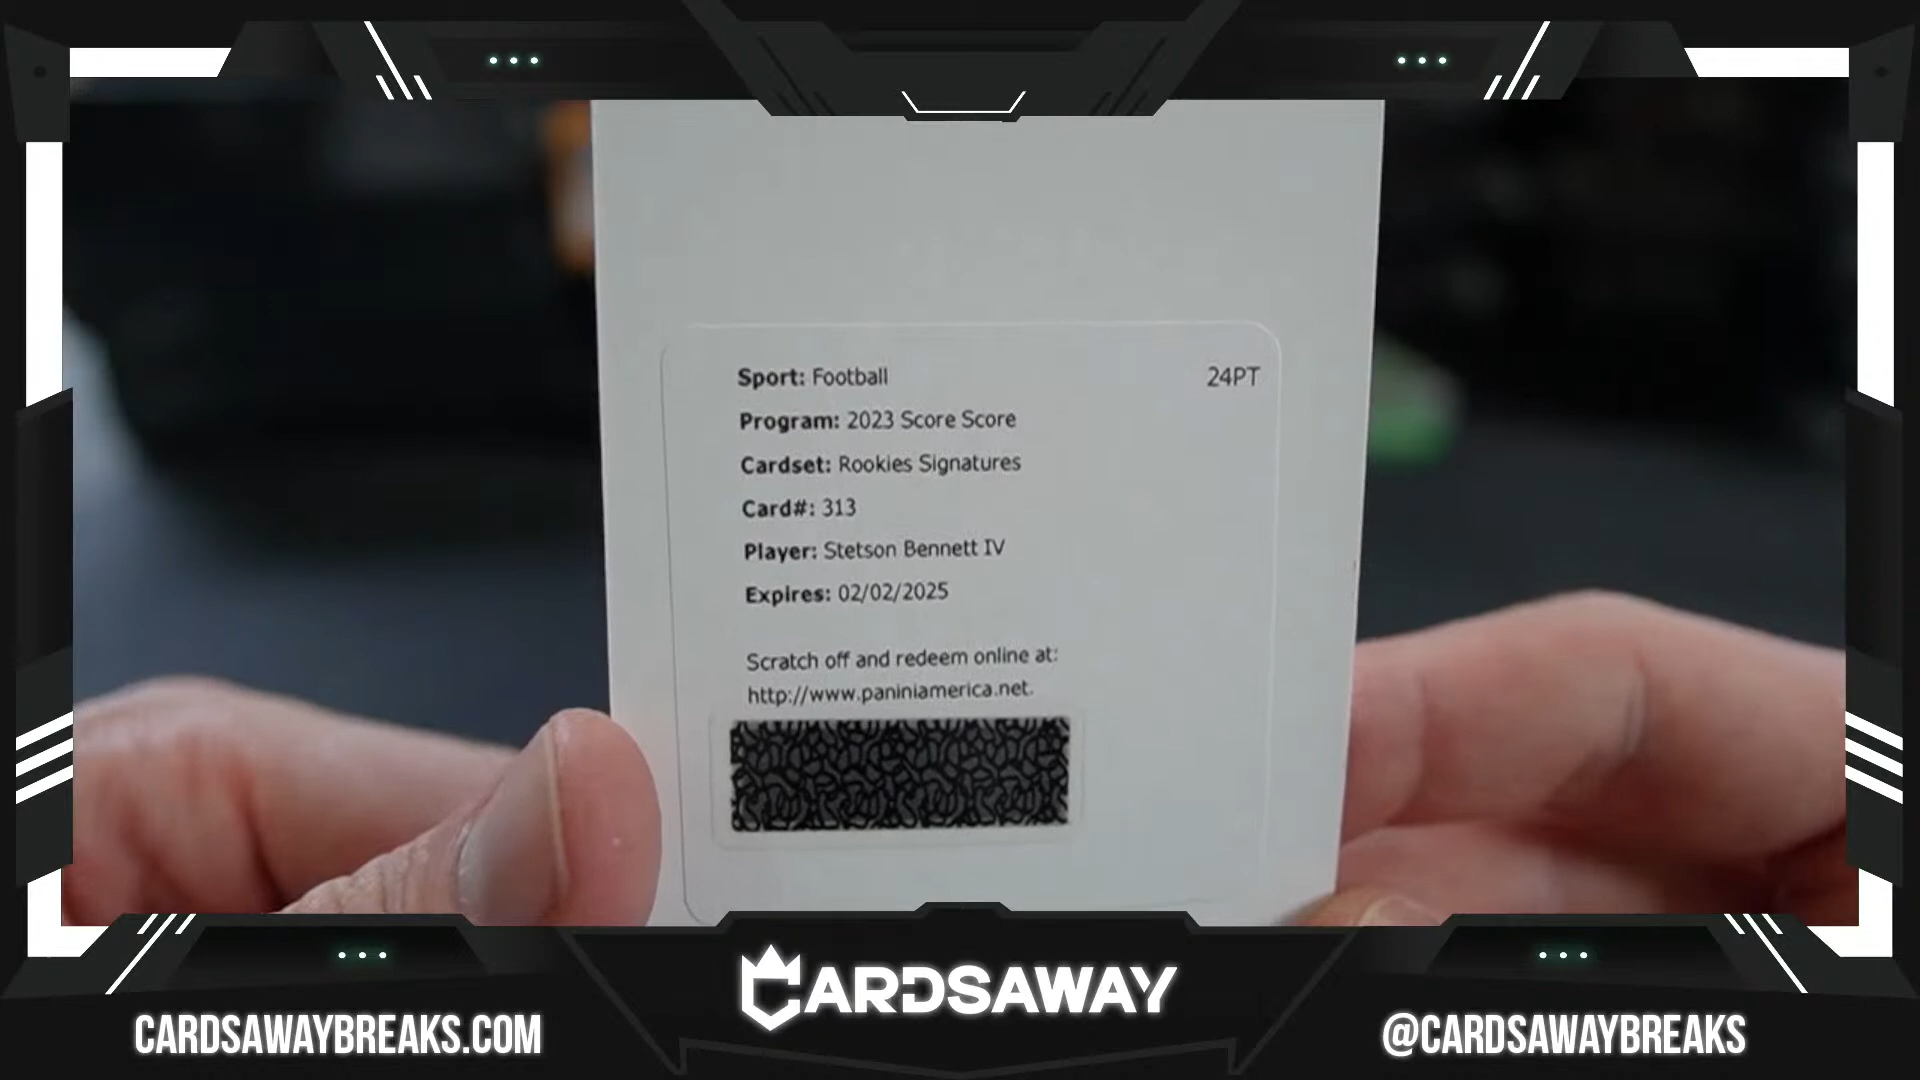 Sport: Football
24PT
Program: 2023 Score Score
Cardset: Rookies Signatures
Card#: 313
Player: Stetson Bennett IV
Expires: 02/02/2025
Scratch off and redeem online at:
http://www.paniniamerica.net.
CARDSAWAY
CARDSAWAYBREAKS.COM
@CARDSAWAYBREAKS